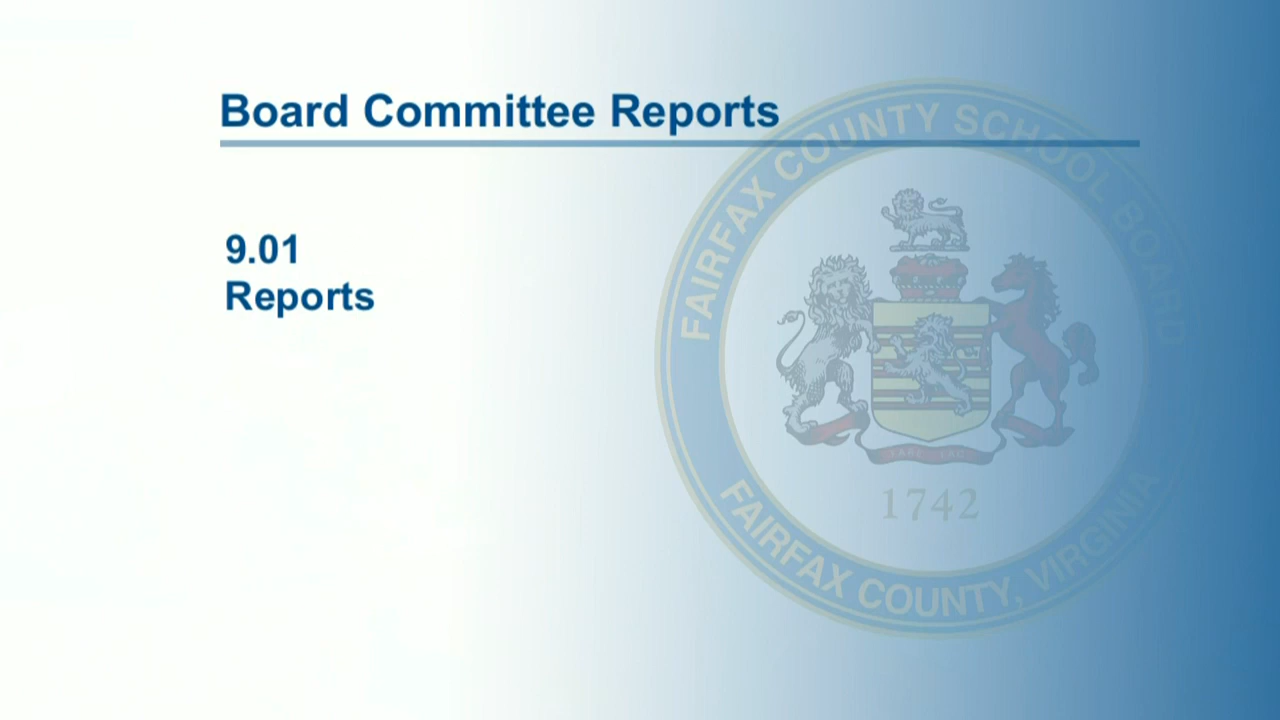 Board Committee Reports
9.01
Reports
FAIRFAX COUNTY SCHOOL BOARD
1742
FAIRFAX COUNTY, VIRGINIA